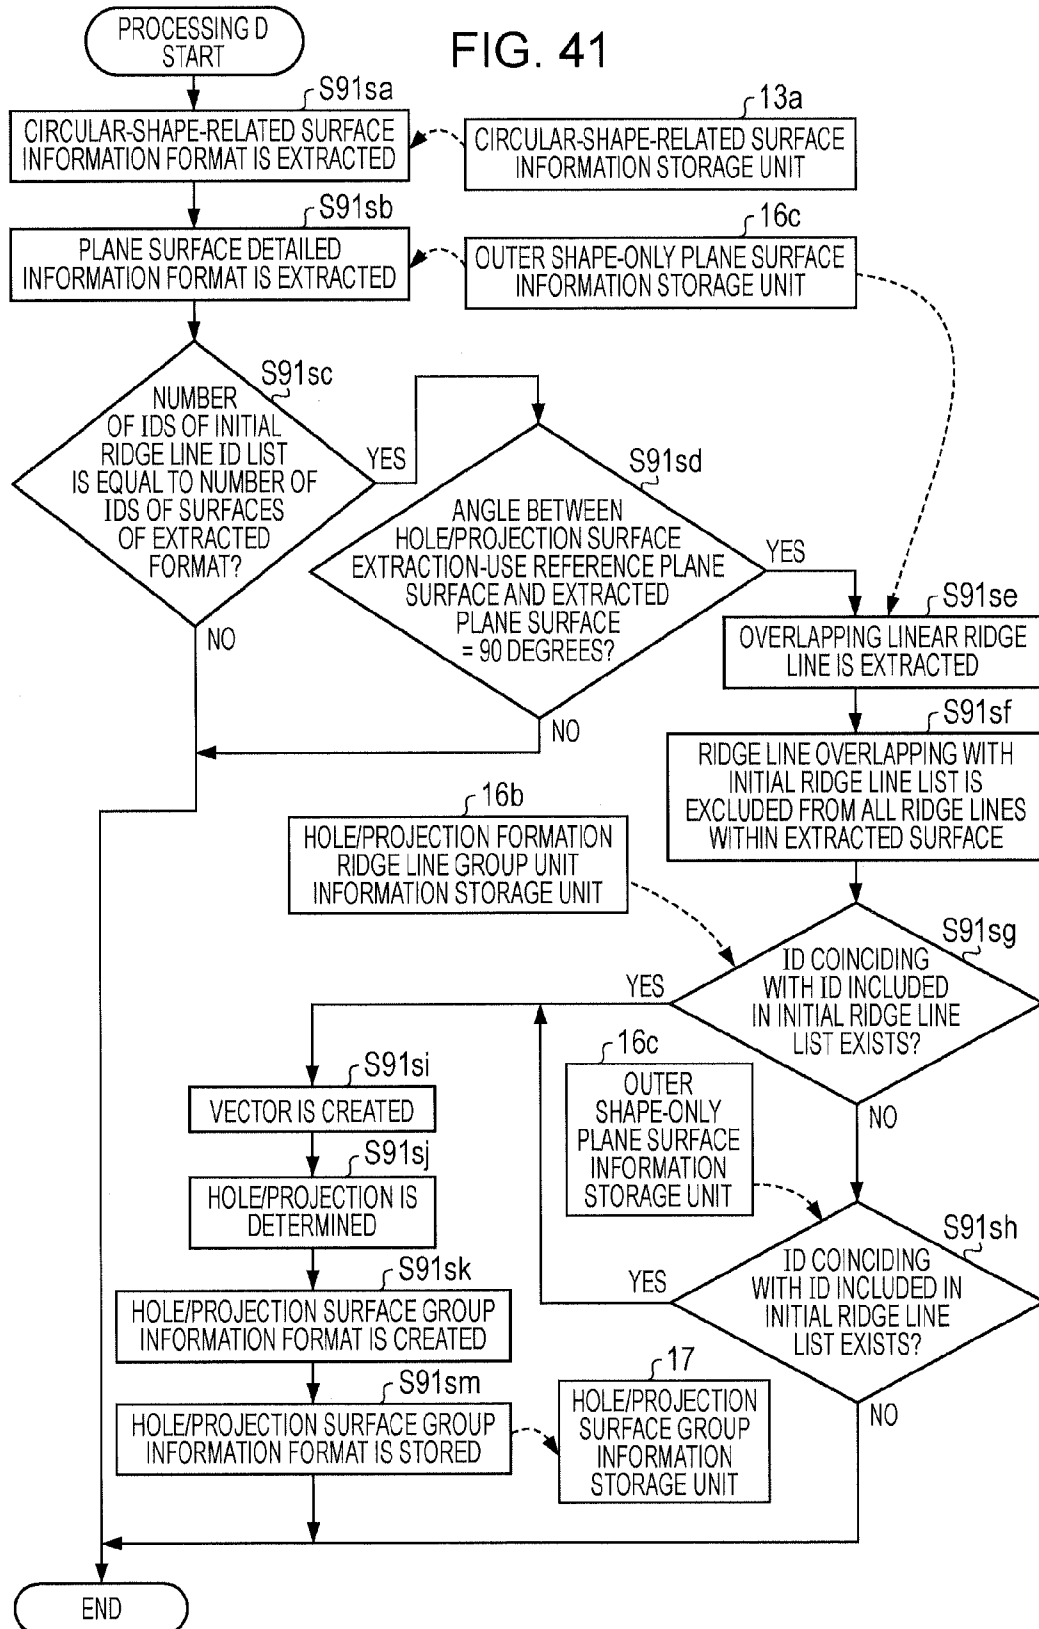 PROCESSING D
START
FIG. 41
S91sa
CIRCULAR-SHAPE-RELATED SURFACE
INFORMATION FORMAT IS EXTRACTED
13a
CIRCULAR-SHAPE-RELATED SURFACE
INFORMATION STORAGE UNIT
S91sb
PLANE SURFACE DETAILED
INFORMATION FORMAT IS EXTRACTED
16c
OUTER SHAPE-ONLY PLANE SURFACE
INFORMATION STORAGE UNIT
S91sc
NUMBER
OF IDS OF INITIAL
RIDGE LINE ID LIST
IS EQUAL TO NUMBER OF
IDS OF SURFACES
OF EXTRACTED
FORMAT?
YES
NO
S91sd
ANGLE BETWEEN
HOLE/PROJECTION SURFACE
EXTRACTION-USE REFERENCE PLANE
SURFACE AND EXTRACTED
PLANE SURFACE
= 90 DEGREES?
YES
NO
S91se
OVERLAPPING LINEAR RIDGE
LINE IS EXTRACTED
S91sf
RIDGE LINE OVERLAPPING WITH
INITIAL RIDGE LINE LIST IS
EXCLUDED FROM ALL RIDGE LINES
WITHIN EXTRACTED SURFACE
16b
HOLE/PROJECTION FORMATION
RIDGE LINE GROUP UNIT
INFORMATION STORAGE UNIT
S91sg
ID COINCIDING
WITH ID INCLUDED
IN INITIAL RIDGE LINE
LIST EXISTS?
YES
NO
16c
OUTER
SHAPE-ONLY
PLANE SURFACE
INFORMATION
STORAGE UNIT
S91sh
ID COINCIDING
WITH ID INCLUDED IN
INITIAL RIDGE LINE
LIST EXISTS?
YES
NO
S91si
VECTOR IS CREATED
S91sj
HOLE/PROJECTION IS
DETERMINED
S91sk
HOLE/PROJECTION SURFACE GROUP
INFORMATION FORMAT IS CREATED
S91sm
HOLE/PROJECTION SURFACE GROUP
INFORMATION FORMAT IS STORED
17
HOLE/PROJECTION
SURFACE GROUP
INFORMATION
STORAGE UNIT
END